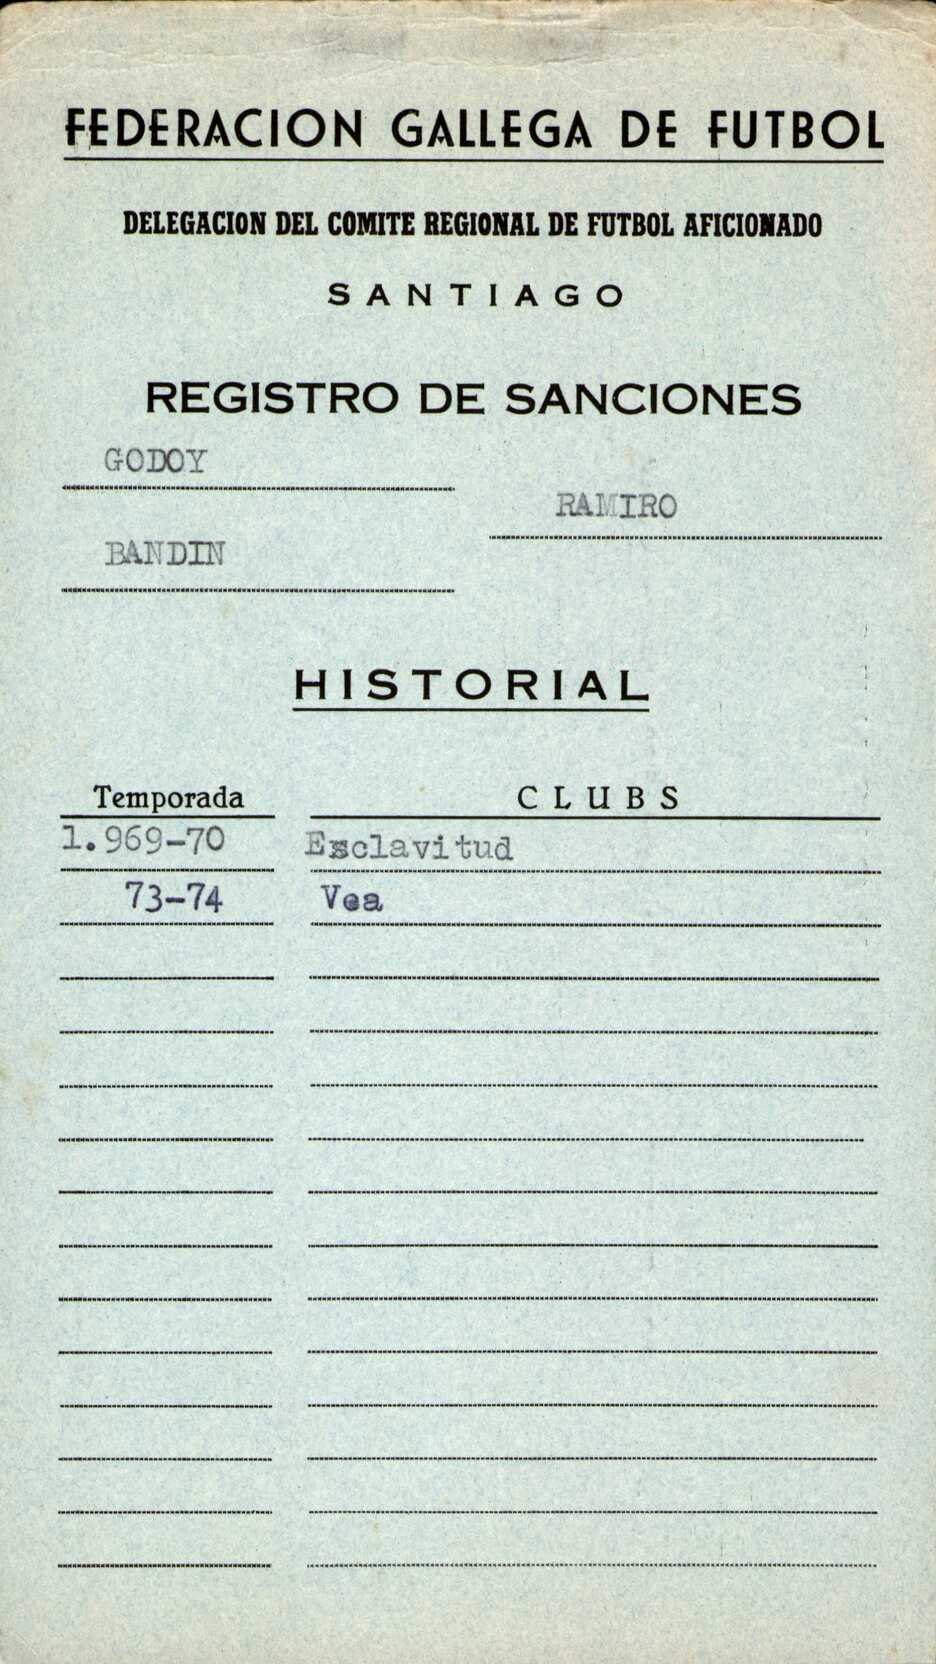 FEDERACION GALLEGA DE FUTBOL
DELEGACION DEL COMITE REGIONAL DE FUTBOL AFICIONADO
SANTIAGO
REGISTRO DE SANCIONES
GODOY
RAMIRO
BANDIN
HISTORIAL
Temporada CLUBS
1.969-70 Esclavitud
73-74 Vea